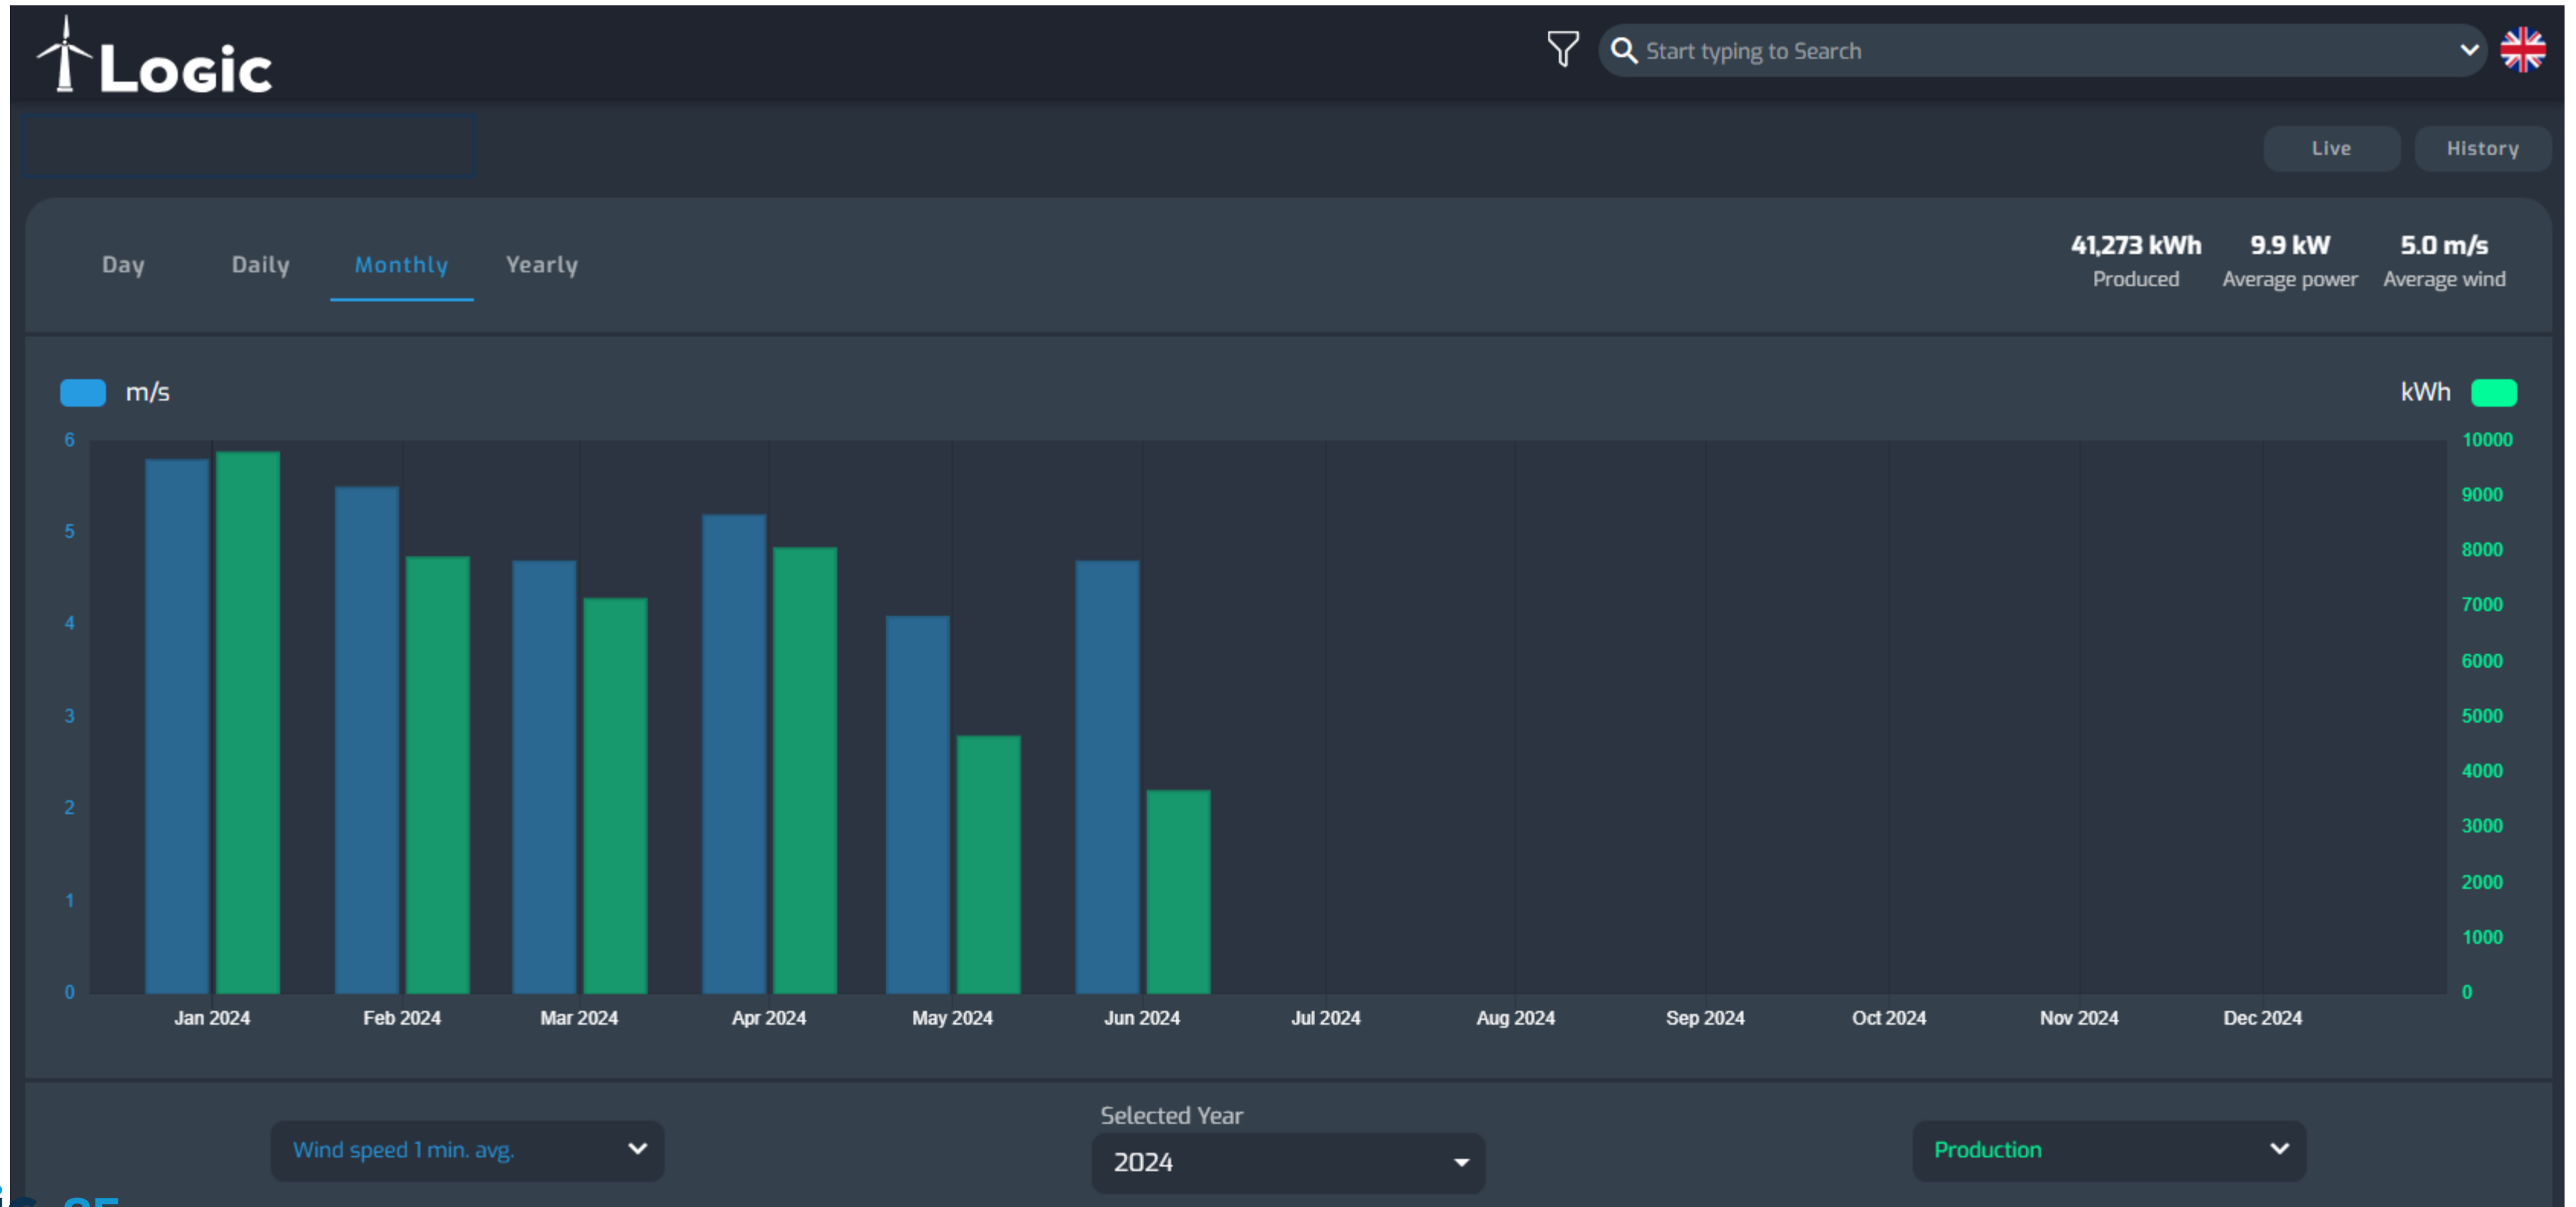 Logic
Start typing to Search
Live History
Day Daily Monthly Yearly
41,273 kWh 9.9 kW 5.0 m/s
Produced Average power Average wind
m/s kWh
6 10000
9000
5
8000
4 7000
6000
3 5000
4000
2
3000
1 2000
1000
0 0
Jan 2024 Feb 2024 Mar 2024 Apr 2024 May 2024 Jun 2024 Jul 2024 Aug 2024 Sep 2024 Oct 2024 Nov 2024 Dec 2024
Selected Year
Wind speed 1 min. avg. 2024 Production